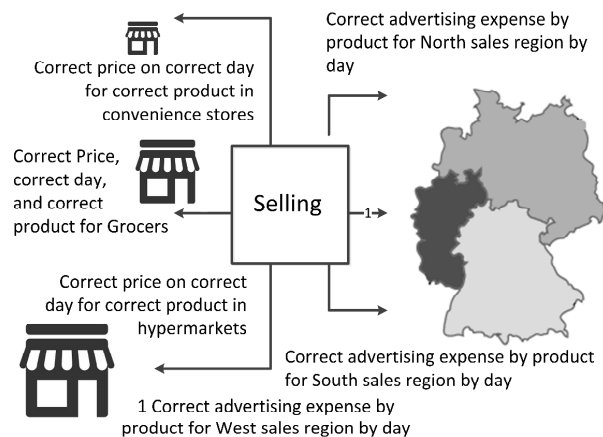 Correct advertising expense by
product for North sales region by
day
Correct price on correct day
for correct product in
convenience stores
Correct Price,
correct day,
and correct
product for Grocers
Selling
1
Correct price on correct
day for correct product in
hypermarkets
Correct advertising expense by product
for South sales region by day
1 Correct advertising expense by
product for West sales region by day